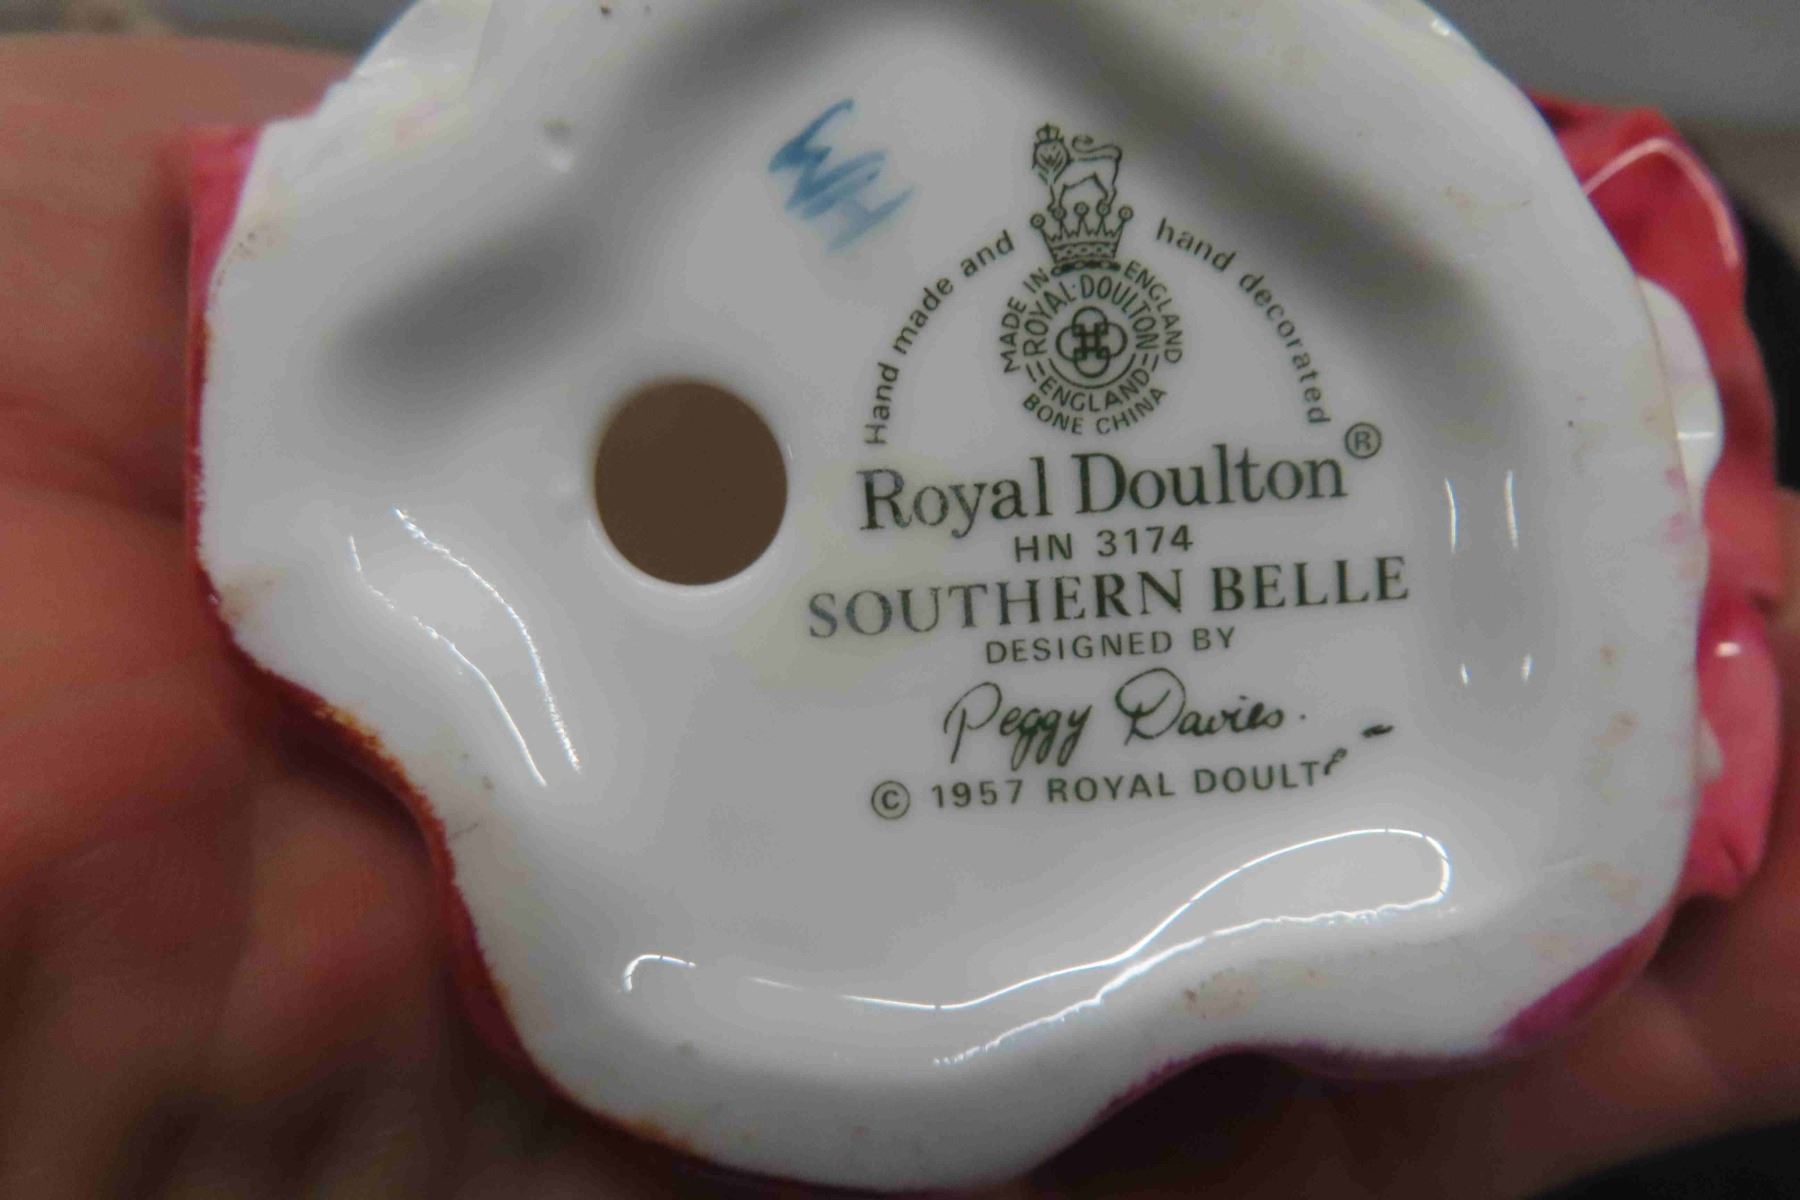 Hand made and hand decorated
MADE IN ENGLAND
ROYAL·DOULTON
ENGLAND
BONE CHINA
Royal Doulton®
HN 3174
SOUTHERN BELLE
DESIGNED BY
Peggy Davies.
© 1957 ROYAL DOULT